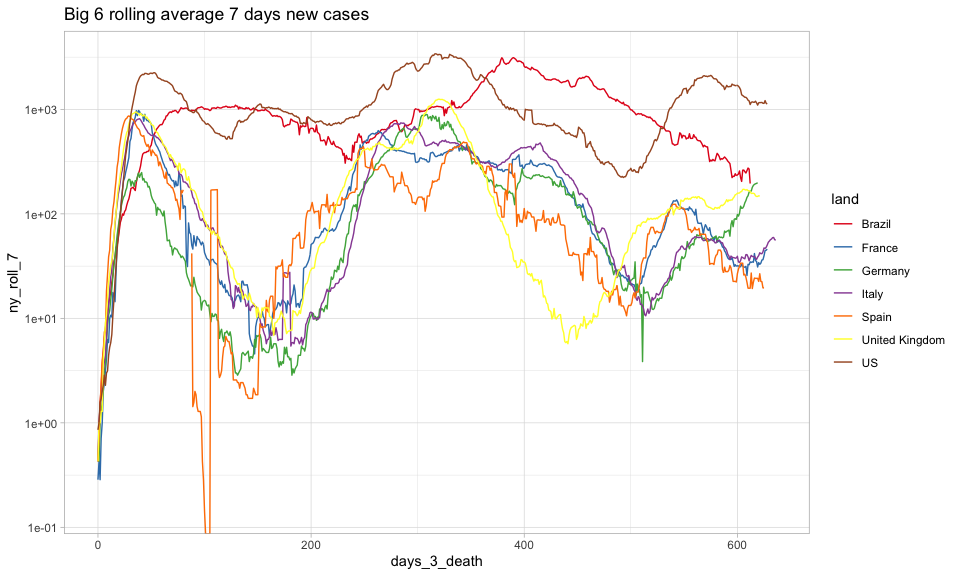 Big 6 rolling average 7 days new cases
ny_roll_7
1e+03
1e+02
1e+01
1e+00
1e-01
0
200
400
600
days_3_death
land
Brazil
France
Germany
Italy
Spain
United Kingdom
US